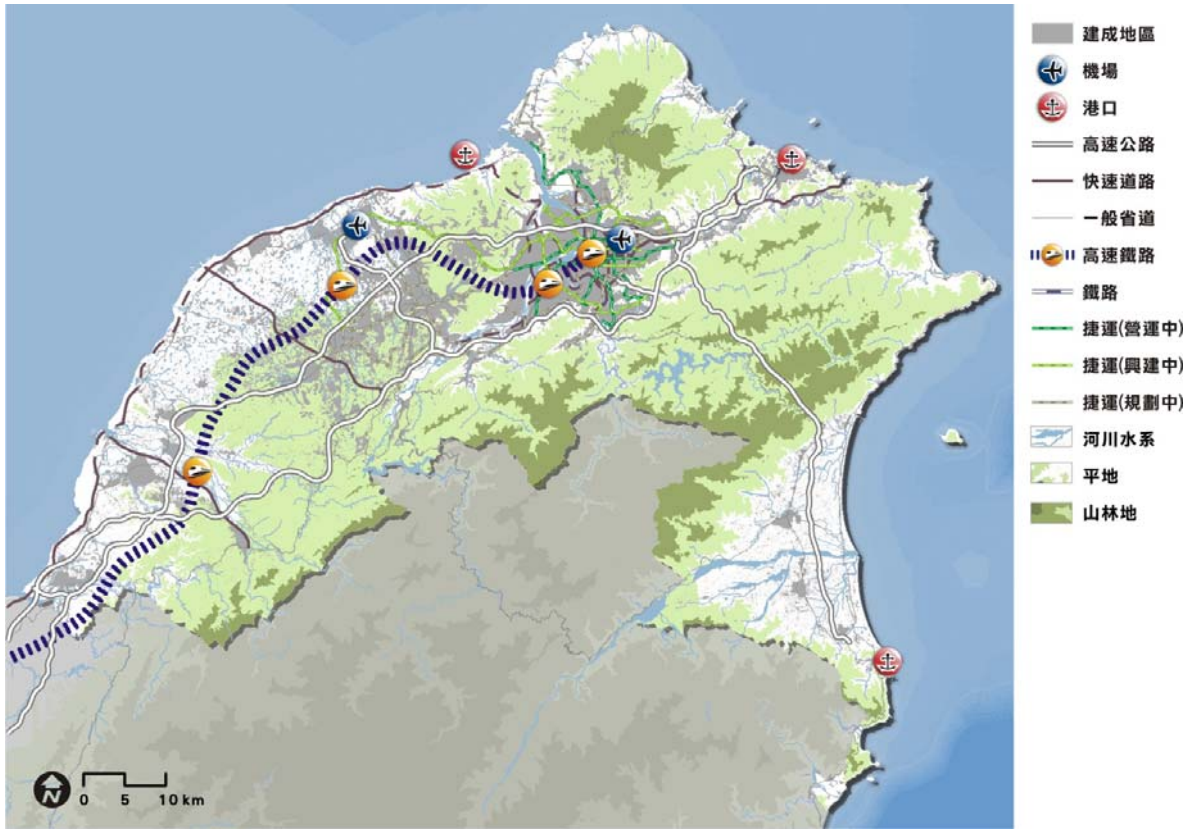 建成地區
機場
港口
高速公路
快速道路
一般省道
高速鐵路
鐵路
捷運(營運中)
捷運(興建中)
捷運(規劃中)
河川水系
平地
山林地
N
0 5 10 km